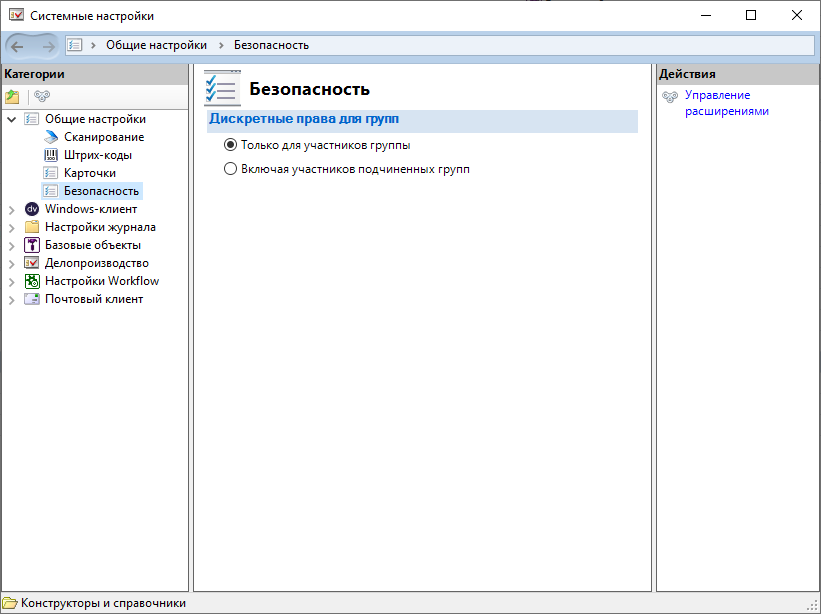 Системные настройки
Общие настройки
Безопасность
Категории
Общие настройки
Сканирование
Штрих-коды
Карточки
Безопасность
Windows-клиент
Настройки журнала
Базовые объекты
Делопроизводство
Настройки Workflow
Почтовый клиент
Безопасность
Дискретные права для групп
Только для участников группы
Включая участников подчиненных групп
Действия
Управление
расширениями
Конструкторы и справочники